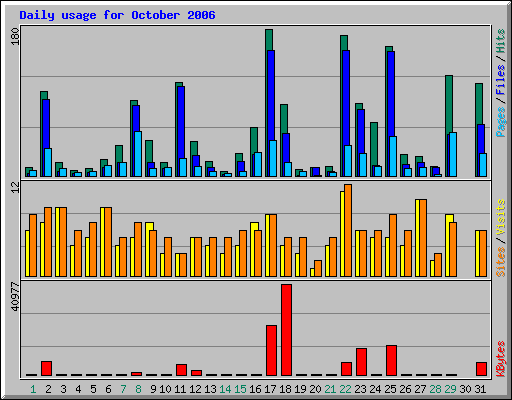 Daily usage for October 2006
180
Pages / Files / Hits
12
Sites / Visits
40977
KBytes
1 2 3 4 5 6 7 8 9 10 11 12 13 14 15 16 17 18 19 20 21 22 23 24 25 26 27 28 29 30 31